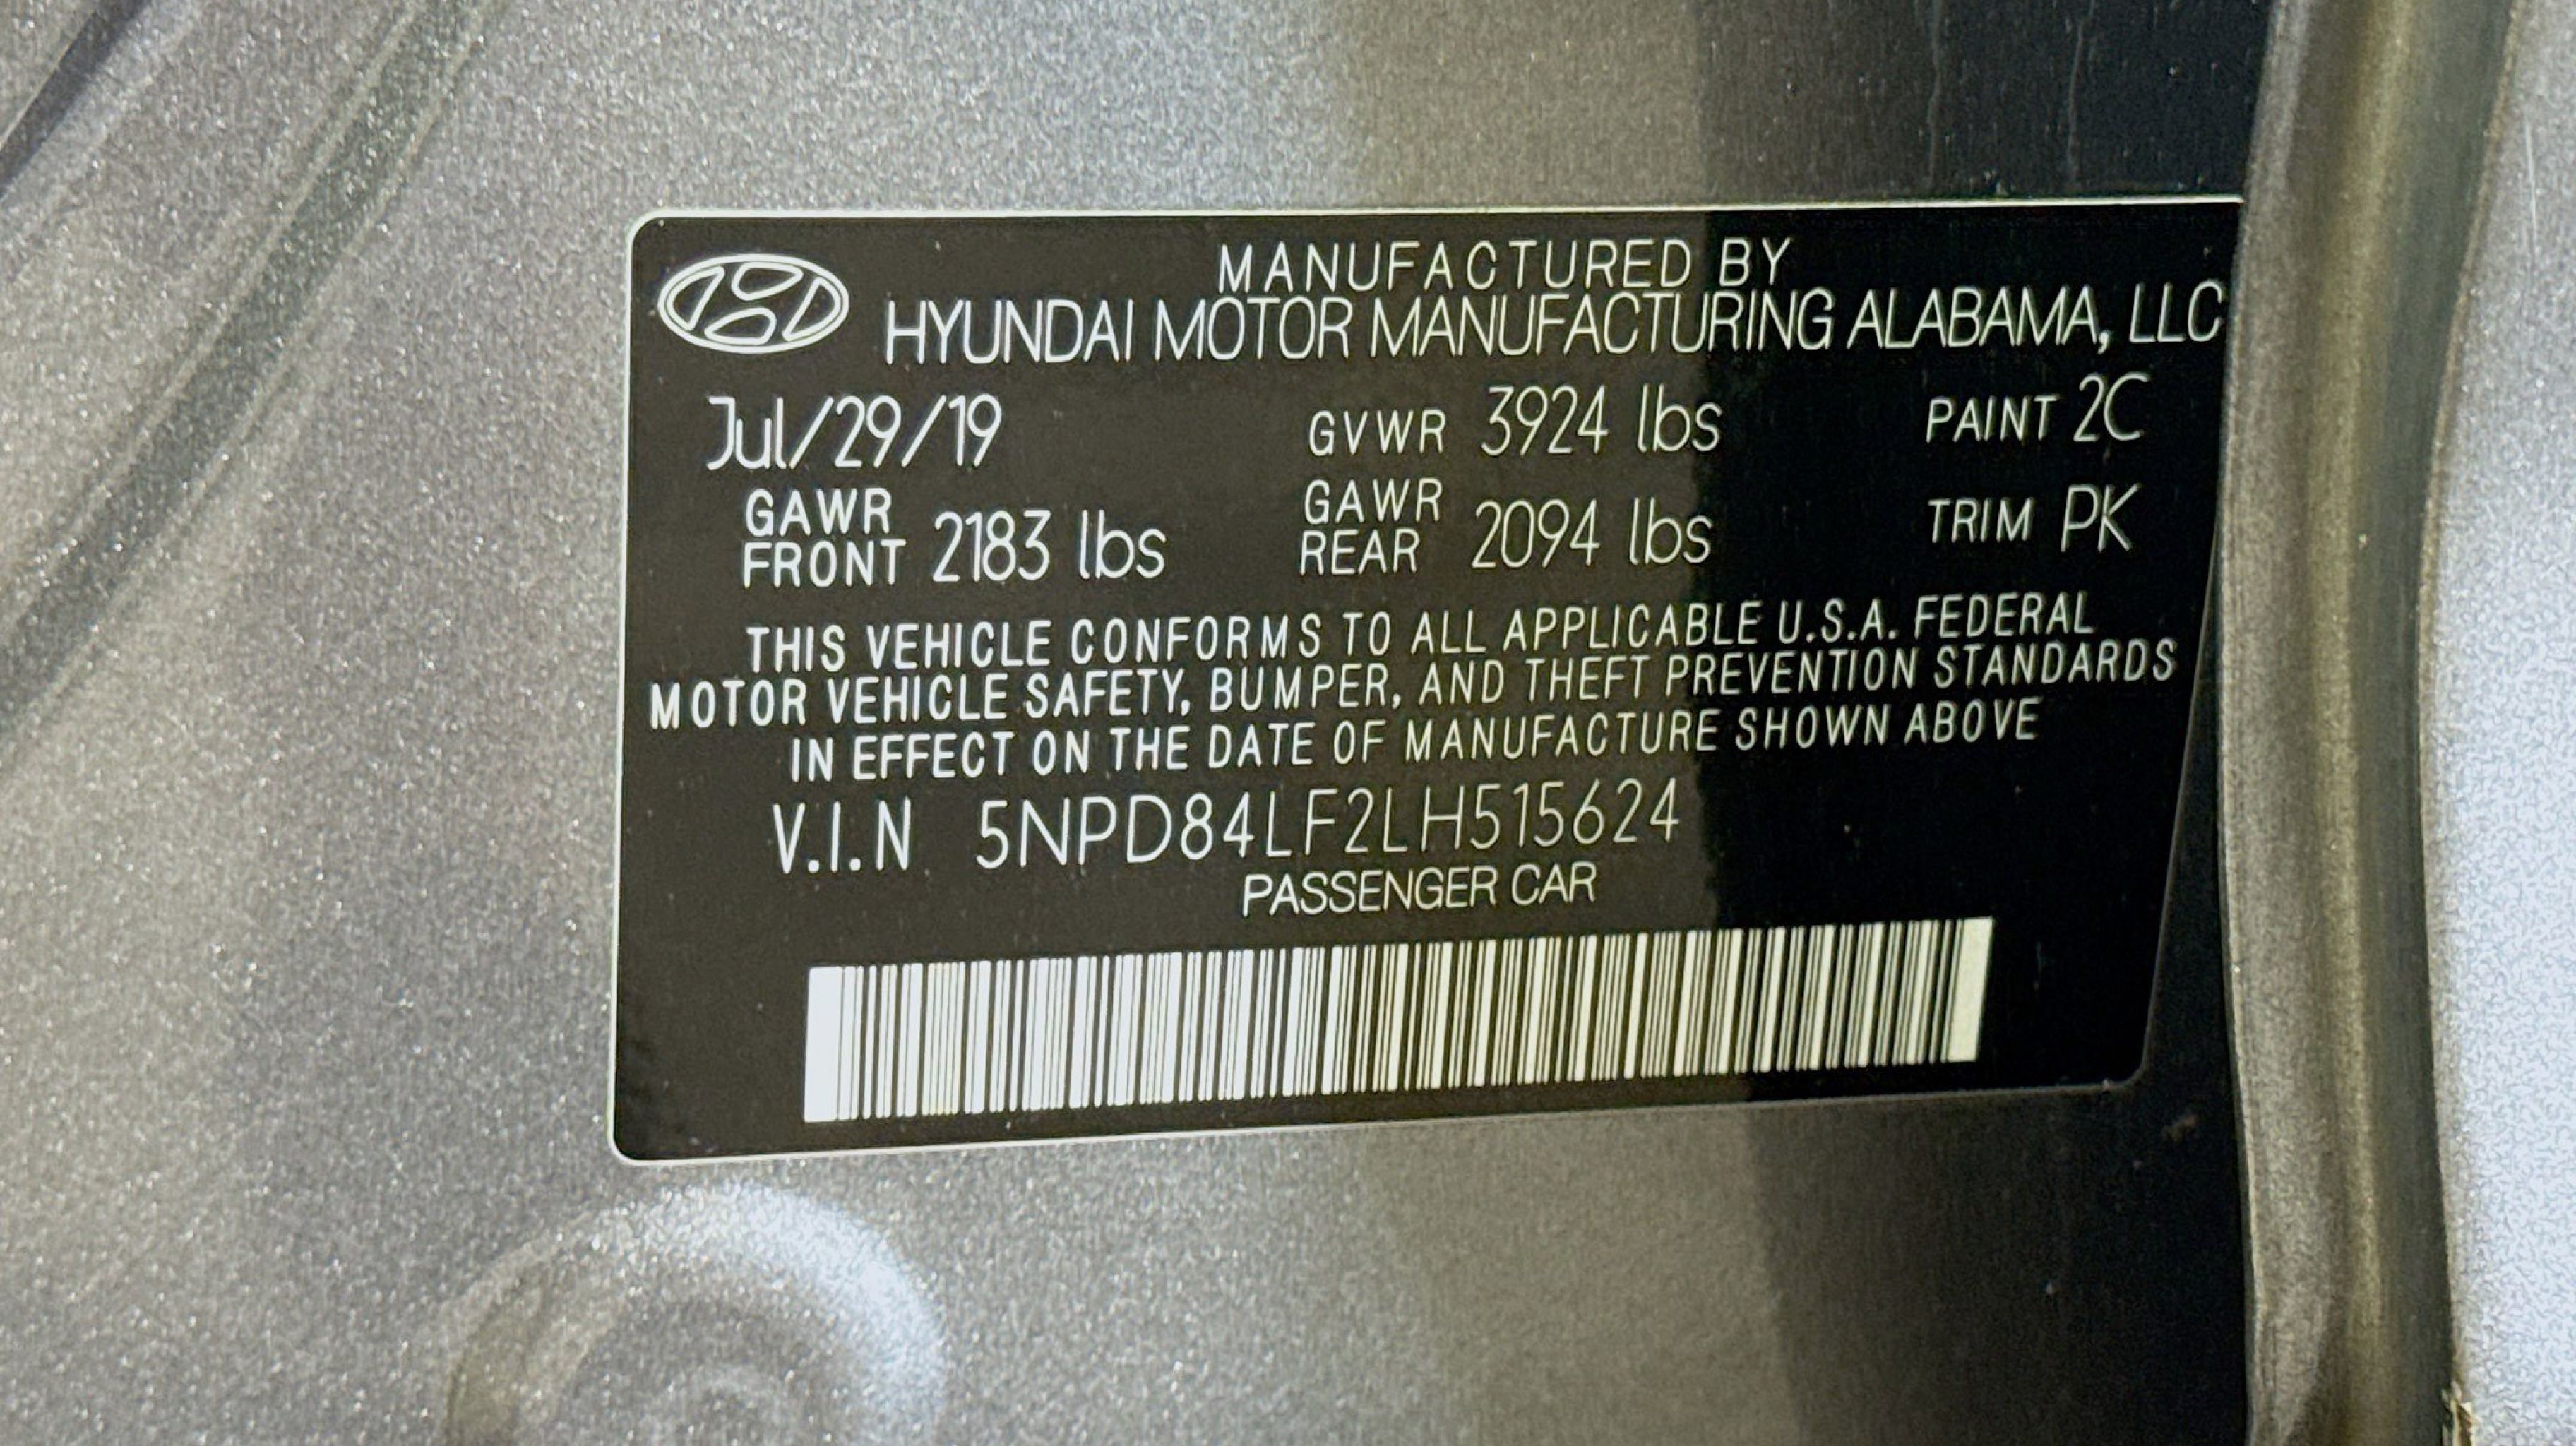 MANUFACTURED BY
HYUNDAI MOTOR MANUFACTURING ALABAMA, LLC
Jul/29/19 GVWR 3924 lbs PAINT 2C
GAWR FRONT 2183 lbs GAWR REAR 2094 lbs TRIM PK
THIS VEHICLE CONFORMS TO ALL APPLICABLE U.S.A. FEDERAL
MOTOR VEHICLE SAFETY, BUMPER, AND THEFT PREVENTION STANDARDS
IN EFFECT ON THE DATE OF MANUFACTURE SHOWN ABOVE
V.I.N 5NPD84LF2LH515624
PASSENGER CAR